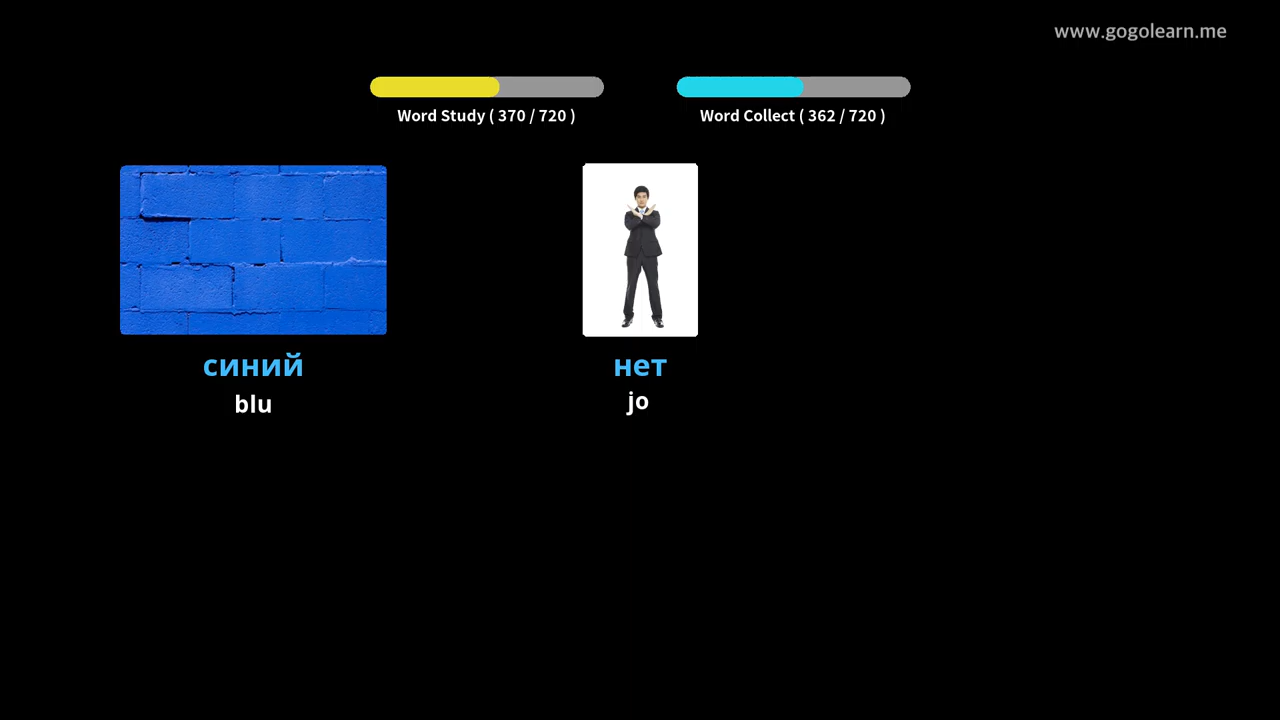 www.gogolearn.me
Word Study ( 370 / 720 )
Word Collect ( 362 / 720 )
синий
blu
нет
jo